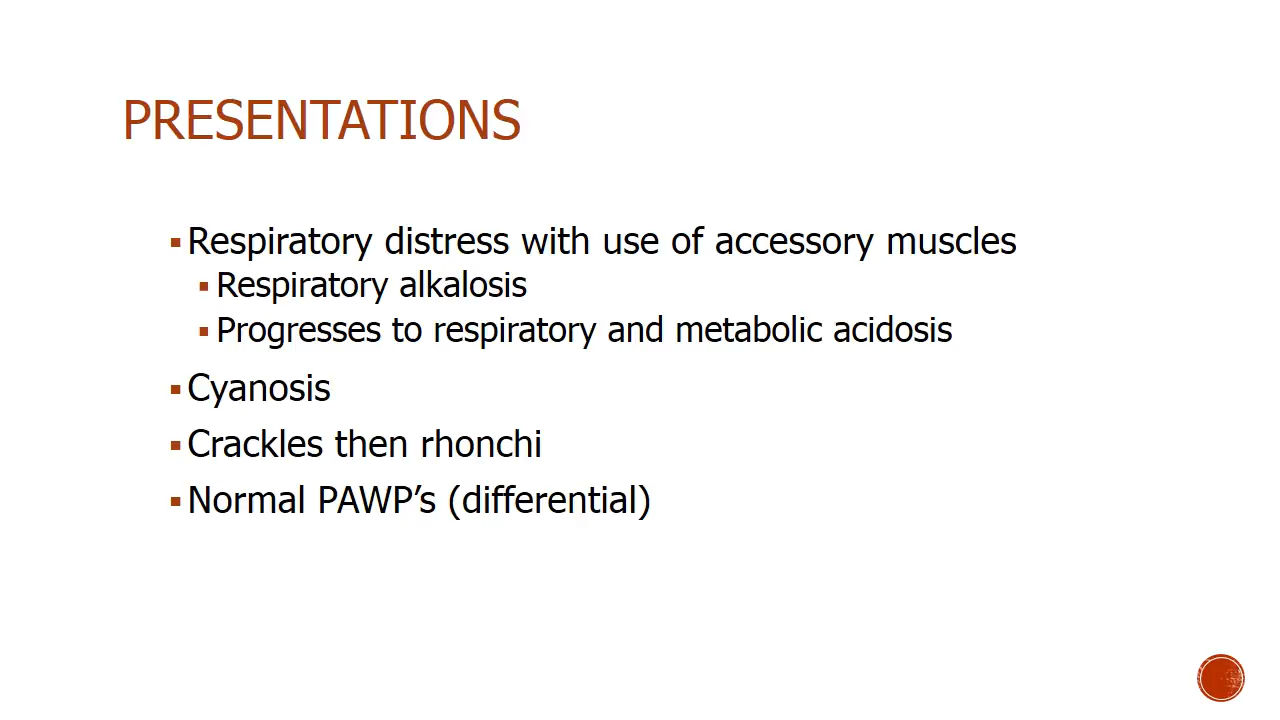 PRESENTATIONS
▪Respiratory distress with use of accessory muscles
▪Respiratory alkalosis
▪Progresses to respiratory and metabolic acidosis
▪Cyanosis
▪Crackles then rhonchi
▪Normal PAWP’s (differential)